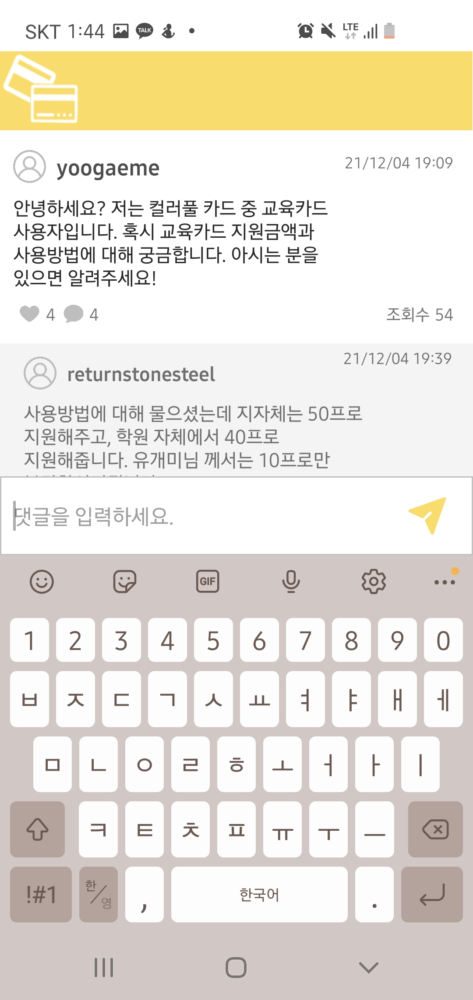 SKT 1:44 TALK LTE
yoogaeme 21/12/04 19:09
안녕하세요? 저는 컬러풀 카드 중 교육카드
사용자입니다. 혹시 교육카드 지원금액과
사용방법에 대해 궁금합니다. 아시는 분을
있으면 알려주세요!
4 4 조회수 54
returnstonesteel 21/12/04 19:39
사용방법에 대해 물으셨는데 지자체는 50프로
지원해주고, 학원 자체에서 40프로
지원해줍니다. 유개미님 께서는 10프로만
댓글을 입력하세요.
GIF
1 2 3 4 5 6 7 8 9 0
ㅂ ㅈ ㄷ ㄱ ㅅ ㅛ ㅕ ㅑ ㅐ ㅔ
ㅁ ㄴ ㅇ ㄹ ㅎ ㅗ ㅓ ㅏ ㅣ
ㅋ ㅌ ㅊ ㅍ ㅠ ㅜ ㅡ
!#1 한/영 , 한국어 .